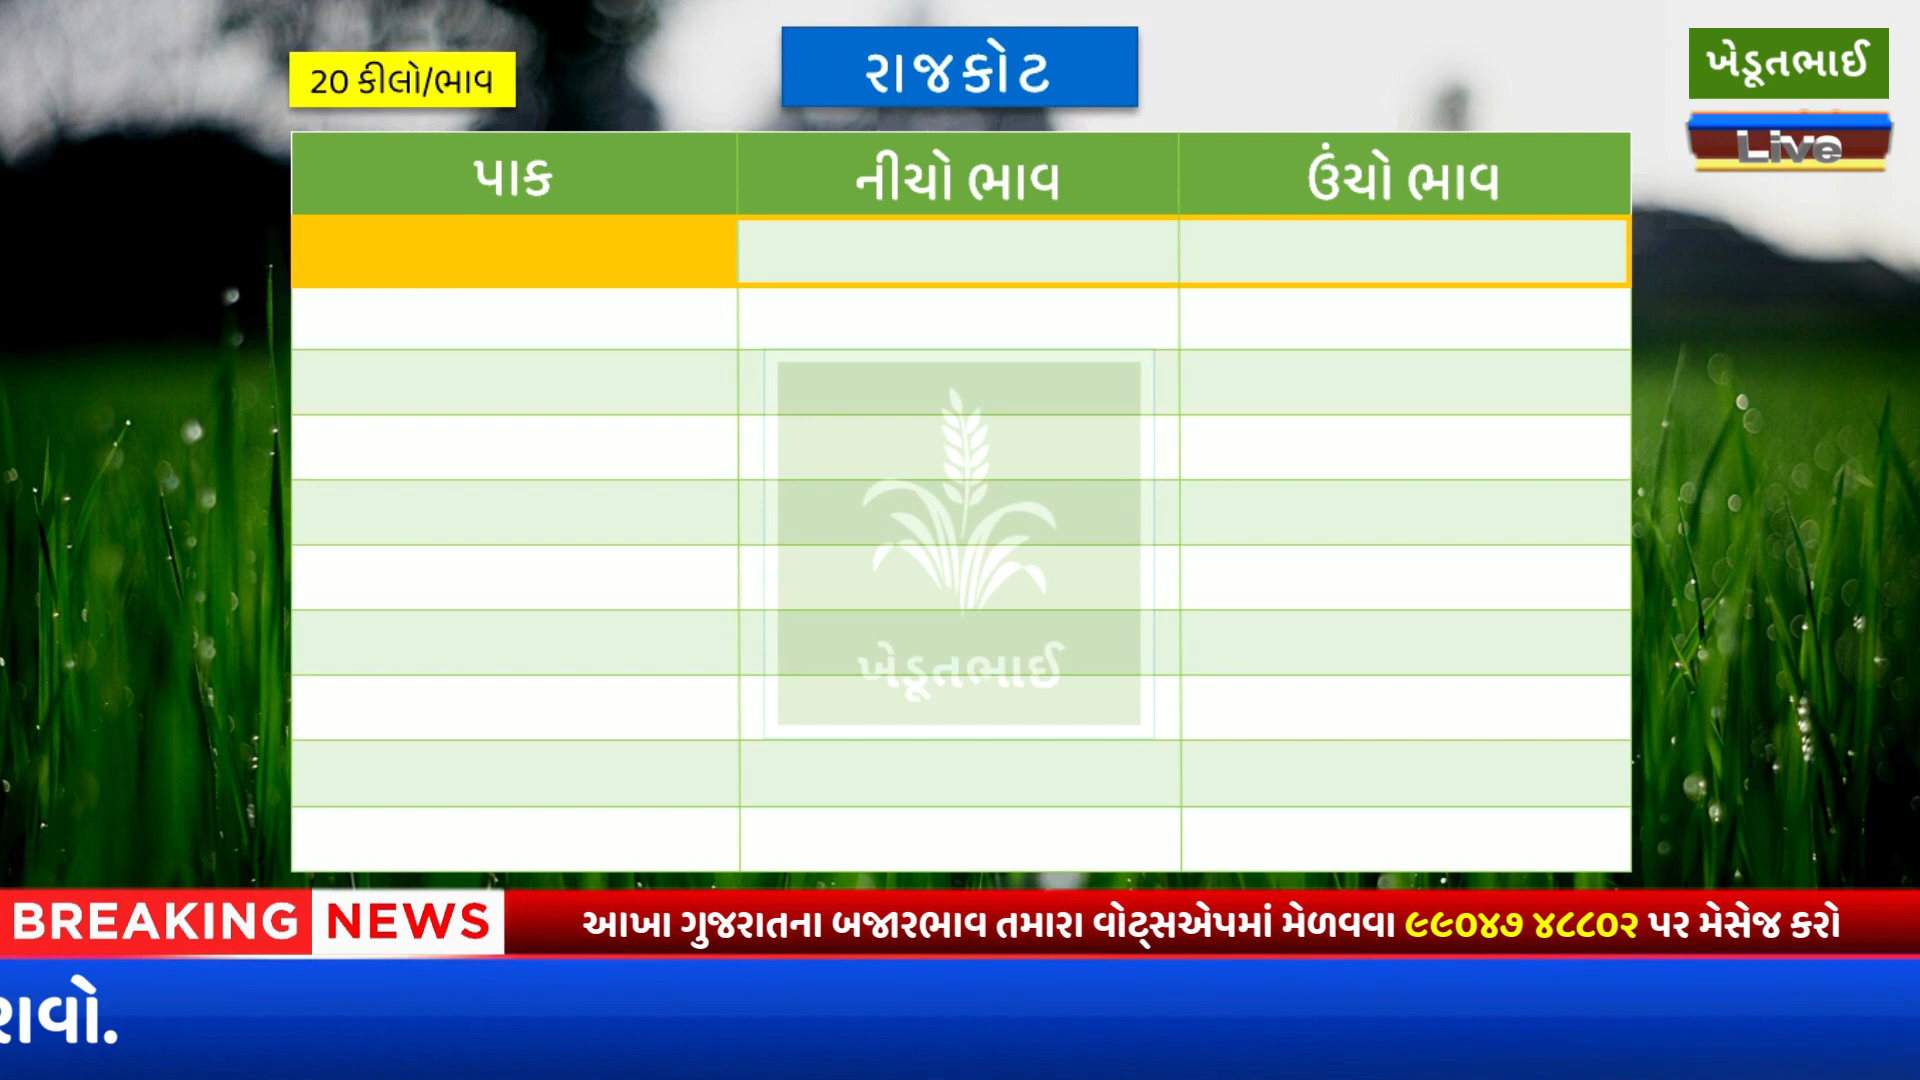 20 કીલો/ભાવ
રાજકોટ
ખેડૂતભાઈ
Live
પાક નીચો ભાવ ઉંચો ભાવ
ખેડૂતભાઈ
BREAKING NEWS આખા ગુજરાતના બજારભાવ તમારા વોટ્સએપમાં મેળવવા ૯૯૦૪૭ ૪૮૮૦૨ પર મેસેજ કરો